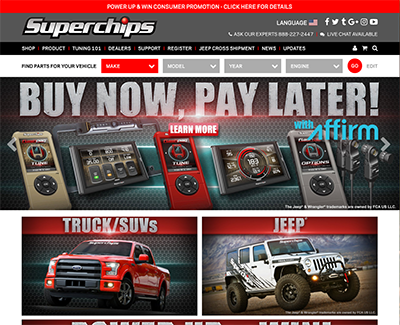 POWER UP & WIN CONSUMER PROMOTION - CLICK HERE FOR DETAILS
Superchips
LANGUAGE
ASK OUR EXPERTS 888-227-2447
LIVE CHAT AVAILABLE
SHOP PRODUCT TUNING 101 DEALERS SUPPORT REGISTER JEEP CROSS SHIPMENT NEWS UPDATES
FIND PARTS FOR YOUR VEHICLE MAKE MODEL YEAR ENGINE GO EDIT
BUY NOW, PAY LATER!
LEARN MORE
with affirm
TUNE
TUNE
OPTIONS
The Jeep® & Wrangler® trademarks are owned by FCA US LLC.
TRUCK/SUVs
JEEP®
The Jeep® & Wrangler® trademarks are owned by FCA US LLC.